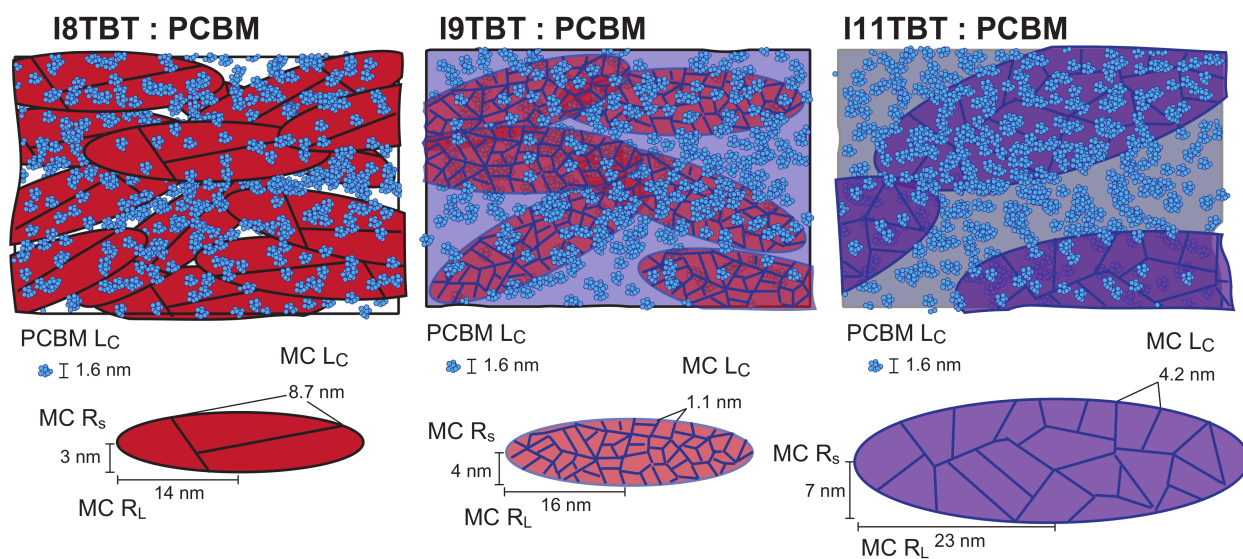 I8TBT : PCBM
I9TBT : PCBM
I11TBT : PCBM
PCBM LC
1.6 nm
MC LC
8.7 nm
MC Rs
3 nm
14 nm
MC RL
PCBM LC
1.6 nm
MC LC
1.1 nm
MC Rs
4 nm
16 nm
MC RL
PCBM LC
1.6 nm
MC LC
4.2 nm
MC Rs
7 nm
MC RL 23 nm